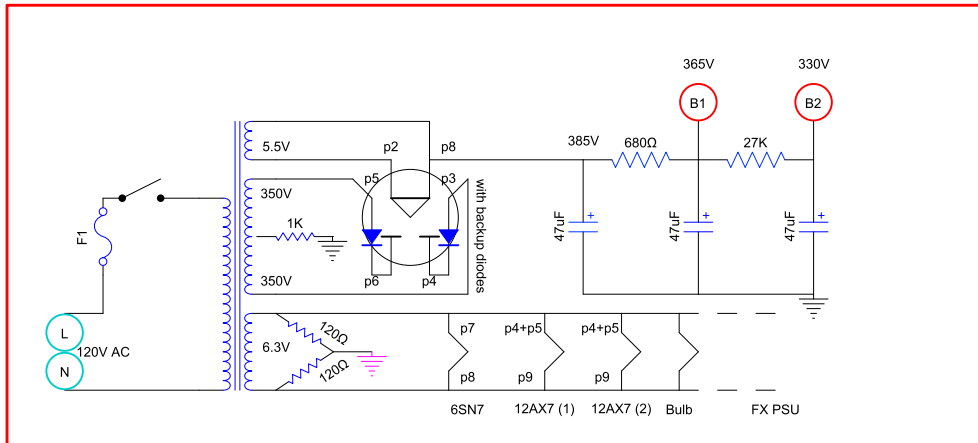 365V
330V
B1
B2
5.5V
p2
p8
385V
680Ω
27K
350V
p5
p3
with backup diodes
1K
47uF
+
47uF
+
47uF
+
F1
350V
p6
p4
L
N
120V AC
6.3V
120Ω
120Ω
p7
p4+p5
p4+p5
p8
p9
p9
6SN7
12AX7 (1)
12AX7 (2)
Bulb
FX PSU